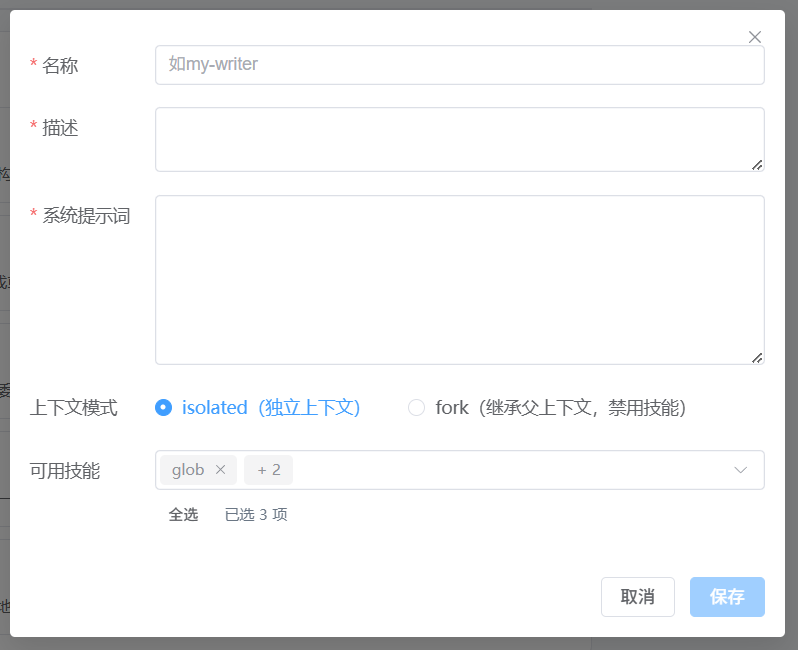 * 名称
如my-writer
* 描述
* 系统提示词
上下文模式 isolated（独立上下文） fork（继承父上下文，禁用技能）
可用技能 glob + 2
全选 已选 3 项
取消 保存